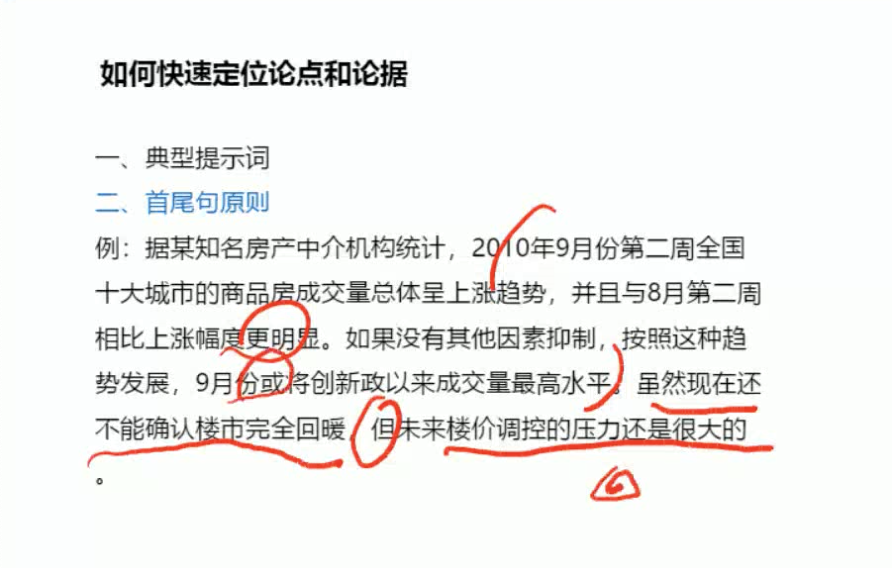 如何快速定位论点和论据
一、典型提示词
二、首尾句原则
例：据某知名房产中介机构统计，2010年9月份第二周全国
十大城市的商品房成交量总体呈上涨趋势，并且与8月第二周
相比上涨幅度更明显。如果没有其他因素抑制，按照这种趋
势发展，9月份或将创新政以来成交量最高水平。虽然现在还
不能确认楼市完全回暖，但未来楼价调控的压力还是很大的
。